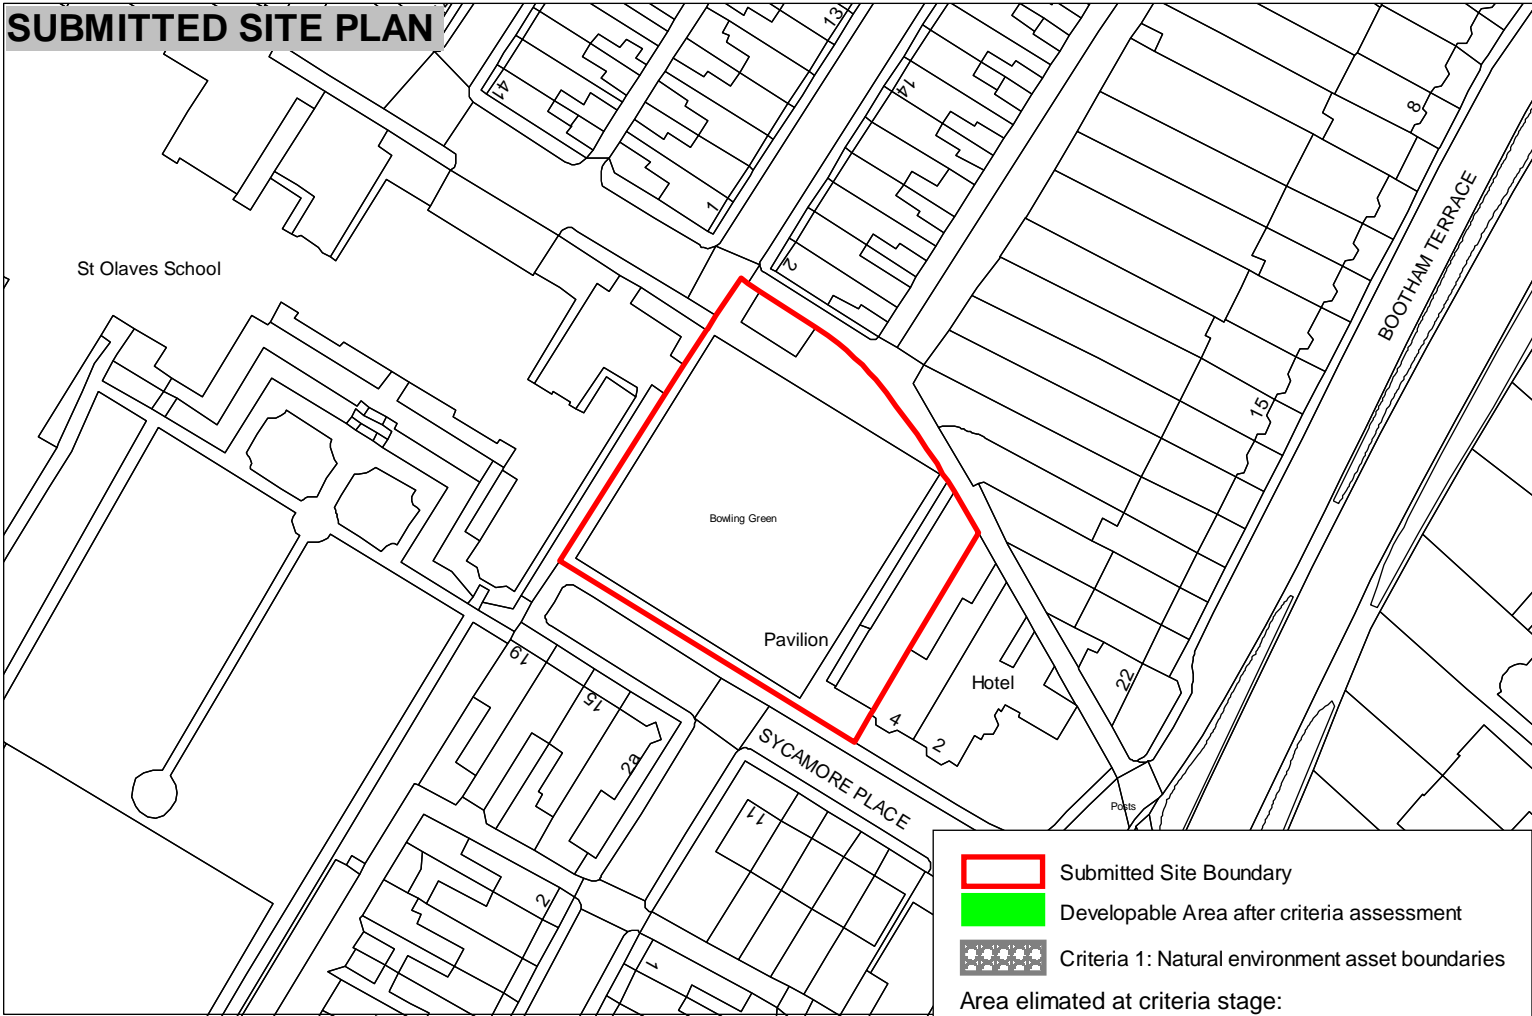 SUBMITTED SITE PLAN
13
41
14
8
1
2
BOOTHAM TERRACE
St Olaves School
15
Bowling Green
Pavilion
19
15
Hotel
22
4
2
2a
SYCAMORE PLACE
11
Posts
2
1
Submitted Site Boundary
Developable Area after criteria assessment
Criteria 1: Natural environment asset boundaries
Area elimated at criteria stage: